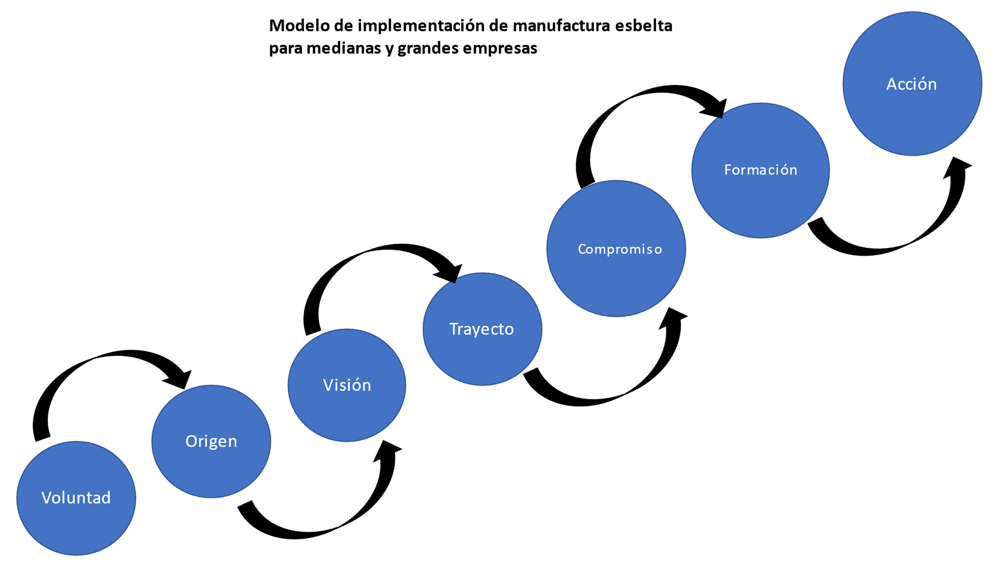 Modelo de implementación de manufactura esbelta
para medianas y grandes empresas
Voluntad
Origen
Visión
Trayecto
Compromiso
Formación
Acción